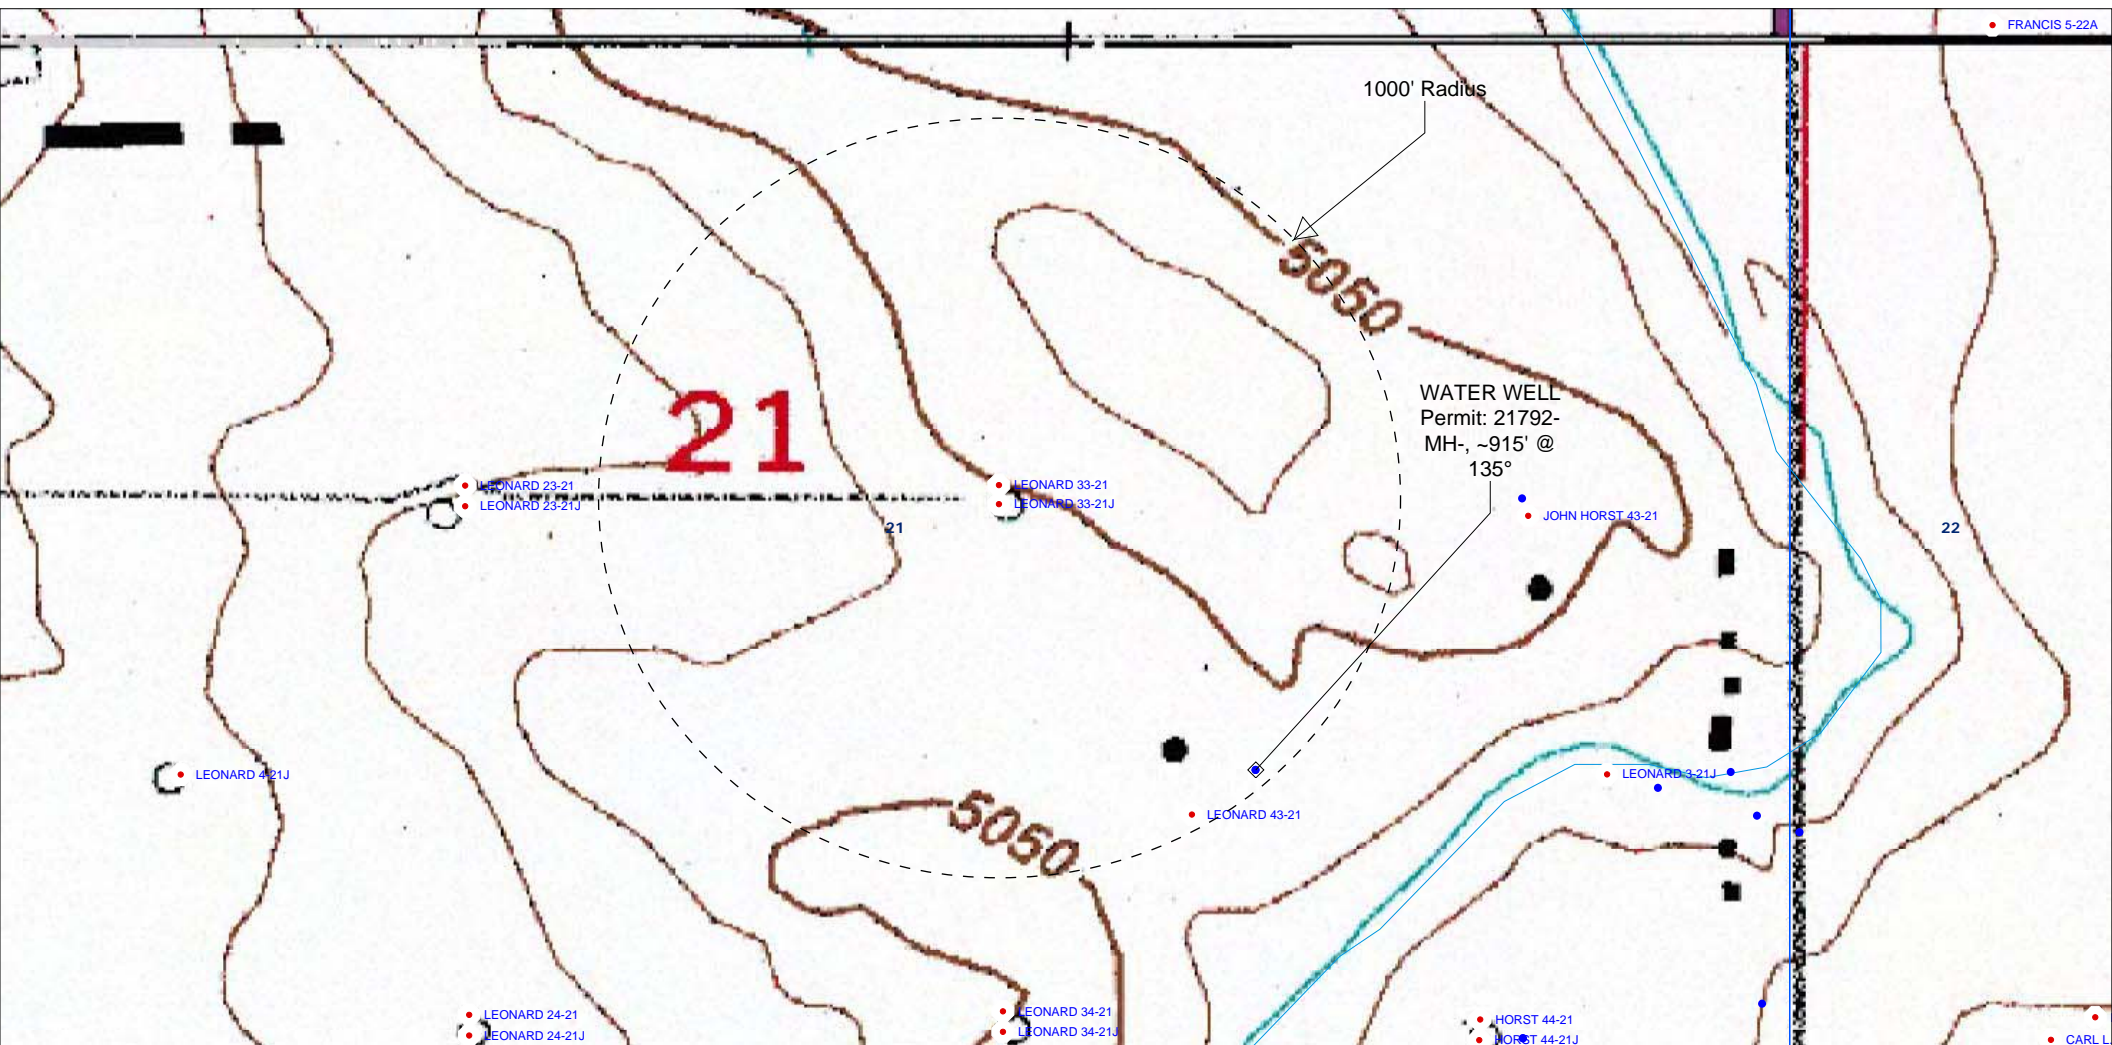 FRANCIS 5-22A
1000' Radius
5050
WATER WELL
Permit: 21792-
MH-, ~915' @
135°
21
LEONARD 23-21
LEONARD 23-21J
LEONARD 33-21
LEONARD 33-21J
JOHN HORST 43-21
21
22
LEONARD 4-21J
LEONARD 3-21J
LEONARD 43-21
5050
LEONARD 24-21
LEONARD 24-21J
LEONARD 34-21
LEONARD 34-21J
HORST 44-21
HORST 44-21J
CARL L